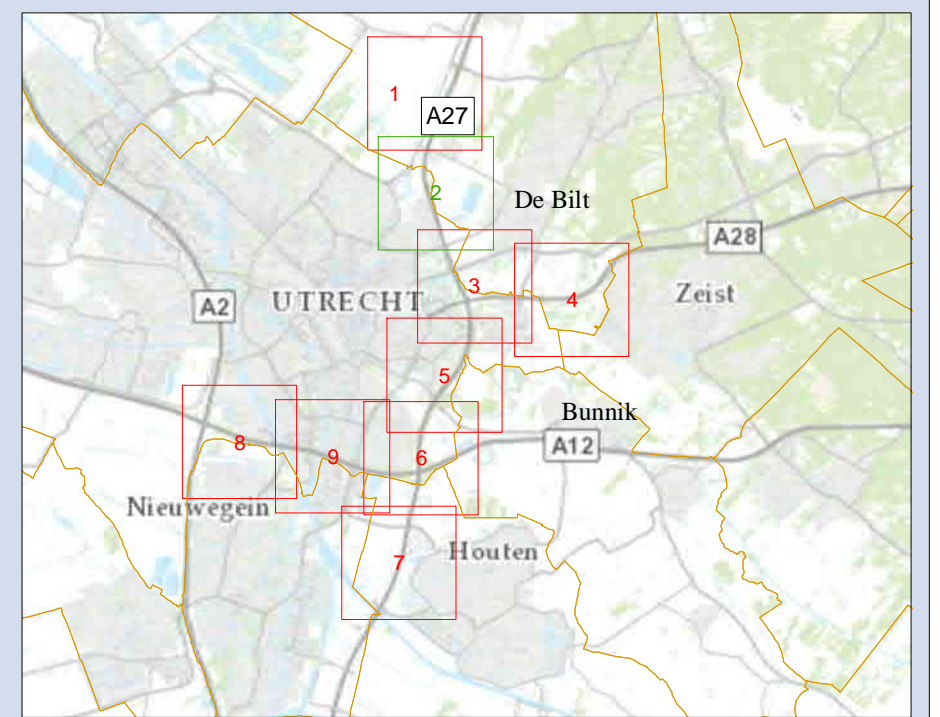 1
A27
2
De Bilt
A28
3
4
Zeist
A2
UTRECHT
5
Bunnik
8
9
6
A12
Nieuwegein
Houten
7